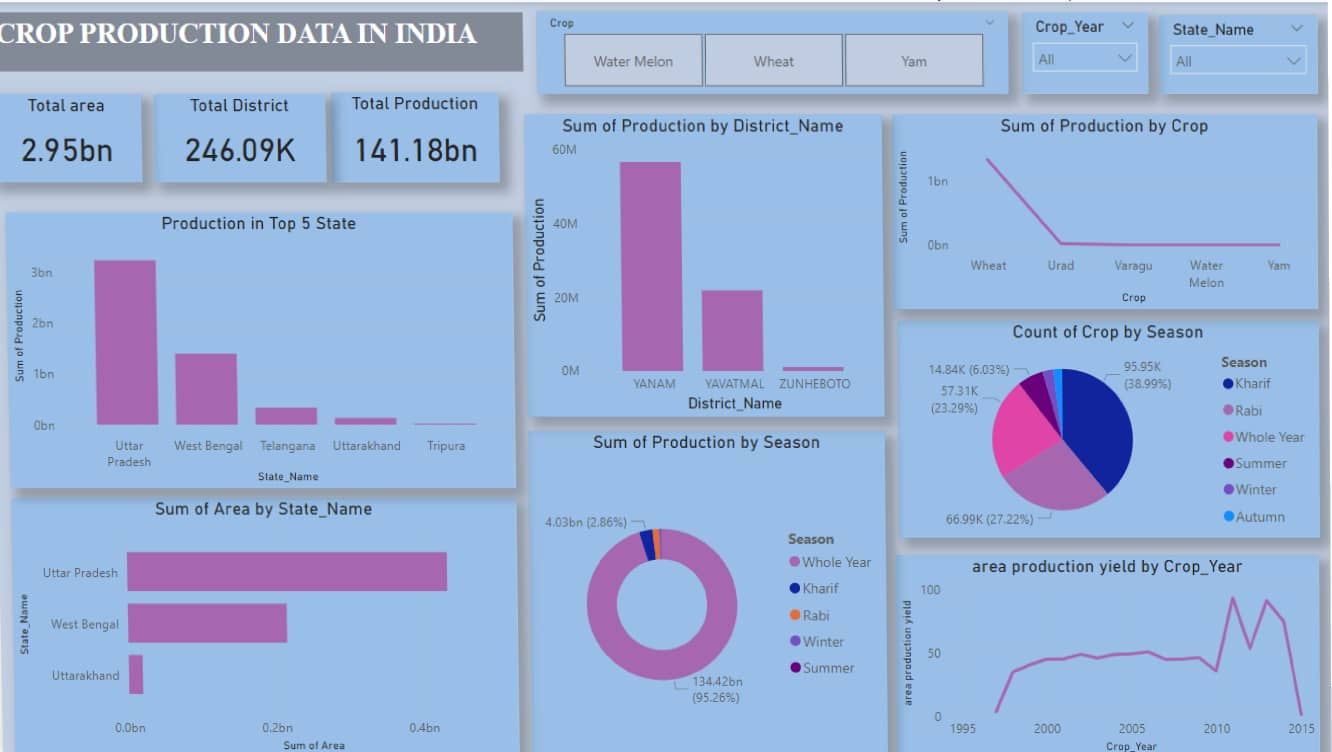 CROP PRODUCTION DATA IN INDIA
Crop
Water Melon
Wheat
Yam
Crop_Year
All
State_Name
All
Total area
2.95bn
Total District
246.09K
Total Production
141.18bn
Production in Top 5 State
Sum of Production
3bn
2bn
1bn
0bn
Uttar
Pradesh
West Bengal
Telangana
Uttarakhand
Tripura
State_Name
Sum of Area by State_Name
State_Name
Uttar Pradesh
West Bengal
Uttarakhand
0.0bn
0.2bn
0.4bn
Sum of Area
Sum of Production by District_Name
Sum of Production
60M
40M
20M
0M
YANAM
YAVATMAL
ZUNHEBOTO
District_Name
Sum of Production by Season
4.03bn (2.86%)
134.42bn
(95.26%)
Season
Whole Year
Kharif
Rabi
Winter
Summer
Sum of Production by Crop
Sum of Production
1bn
0bn
Wheat
Urad
Varagu
Water
Melon
Yam
Crop
Count of Crop by Season
14.84K (6.03%)
57.31K
(23.29%)
95.95K
(38.99%)
66.99K (27.22%)
Season
Kharif
Rabi
Whole Year
Summer
Winter
Autumn
area production yield by Crop_Year
area production yield
100
50
0
1995
2000
2005
2010
2015
Crop_Year